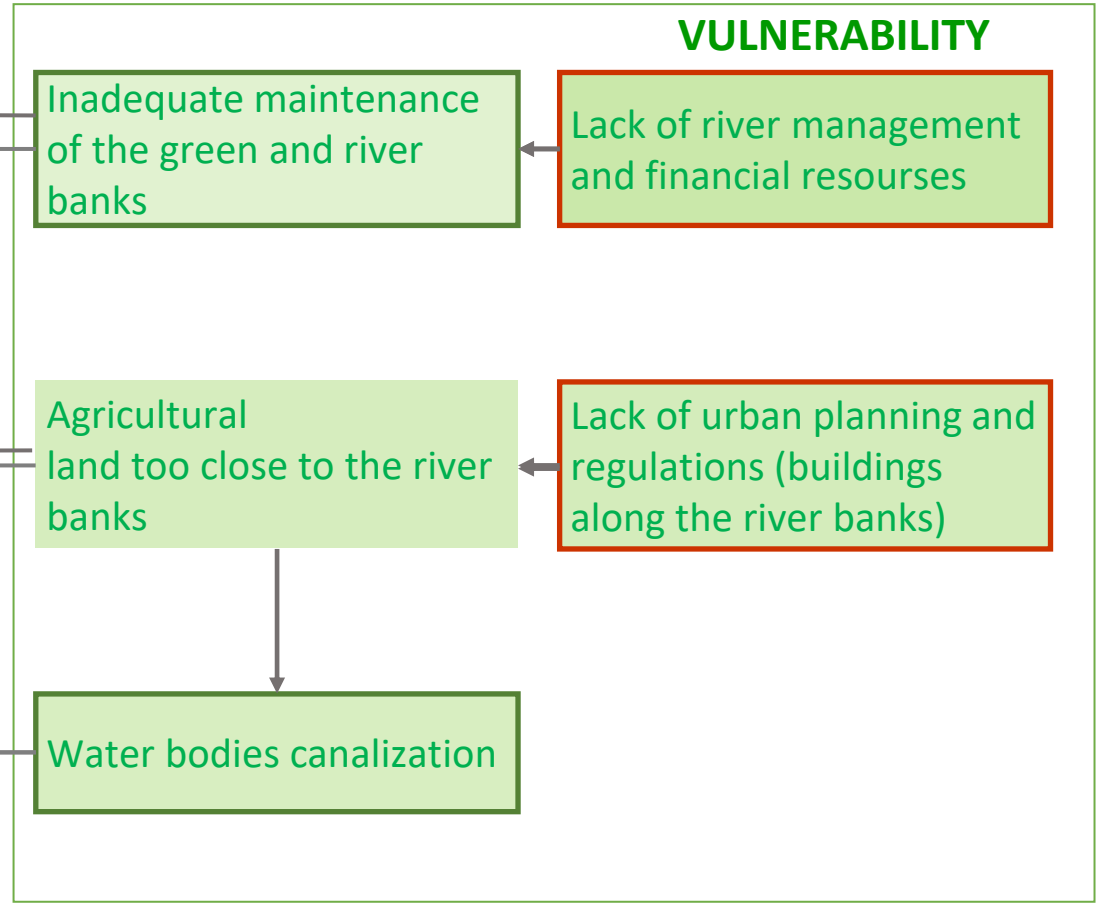 VULNERABILITY
Inadequate maintenance
of the green and river
banks
Lack of river management
and financial resourses
Agricultural
land too close to the river
banks
Lack of urban planning and
regulations (buildings
along the river banks)
Water bodies canalization